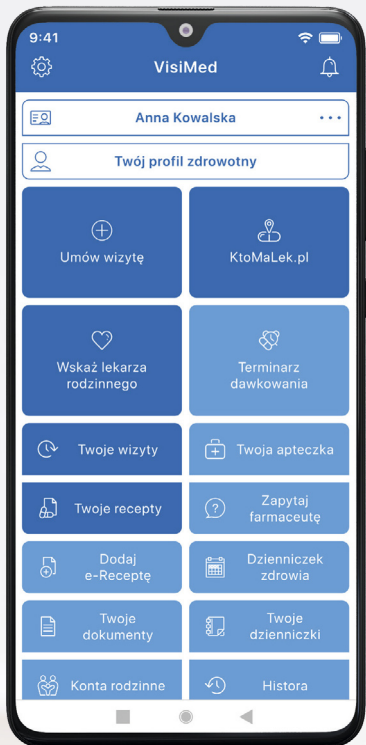 9:41
VisiMed
Anna Kowalska
Twój profil zdrowotny
Umów wizytę
KtoMaLek.pl
Wskaż lekarza
rodzinnego
Terminarz
dawkowania
Twoje wizyty
Twoja apteczka
Twoje recepty
Zapytaj
farmaceutę
Dodaj
e-Receptę
Dzienniczek
zdrowia
Twoje
dokumenty
Twoje
dzienniczki
Konta rodzinne
Histora